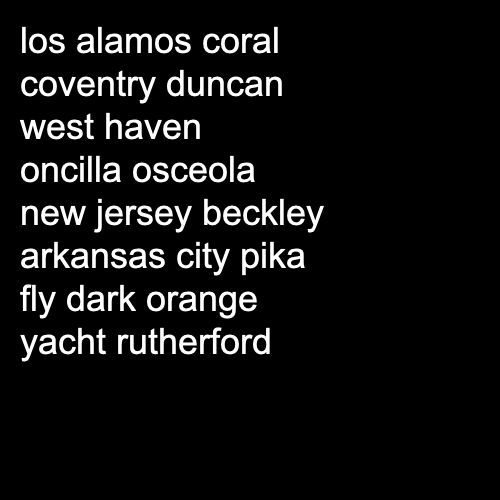 los alamos coral
coventry duncan
west haven
oncilla osceola
new jersey beckley
arkansas city pika
fly dark orange
yacht rutherford